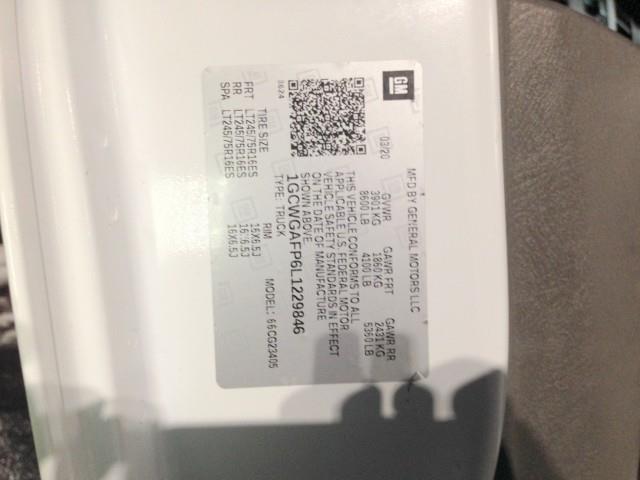 GM
MFD BY GENERAL MOTORS LLC
03/20 GVWR GAWR FRT GAWR RR
3901 KG 1860 KG 2431 KG
8600 LB 4100 LB 5360 LB
THIS VEHICLE CONFORMS TO ALL
APPLICABLE U.S. FEDERAL MOTOR
VEHICLE SAFETY STANDARDS IN EFFECT
ON THE DATE OF MANUFACTURE
SHOWN ABOVE.
1GCWGAFP6L1229846
TYPE: TRUCK MODEL: 66CG23405
TIRE SIZE RIM
FRT LT245/75R16ES 16X6.5J
RR LT245/75R16ES 16X6.5J
SPA LT245/75R16ES 16X6.5J